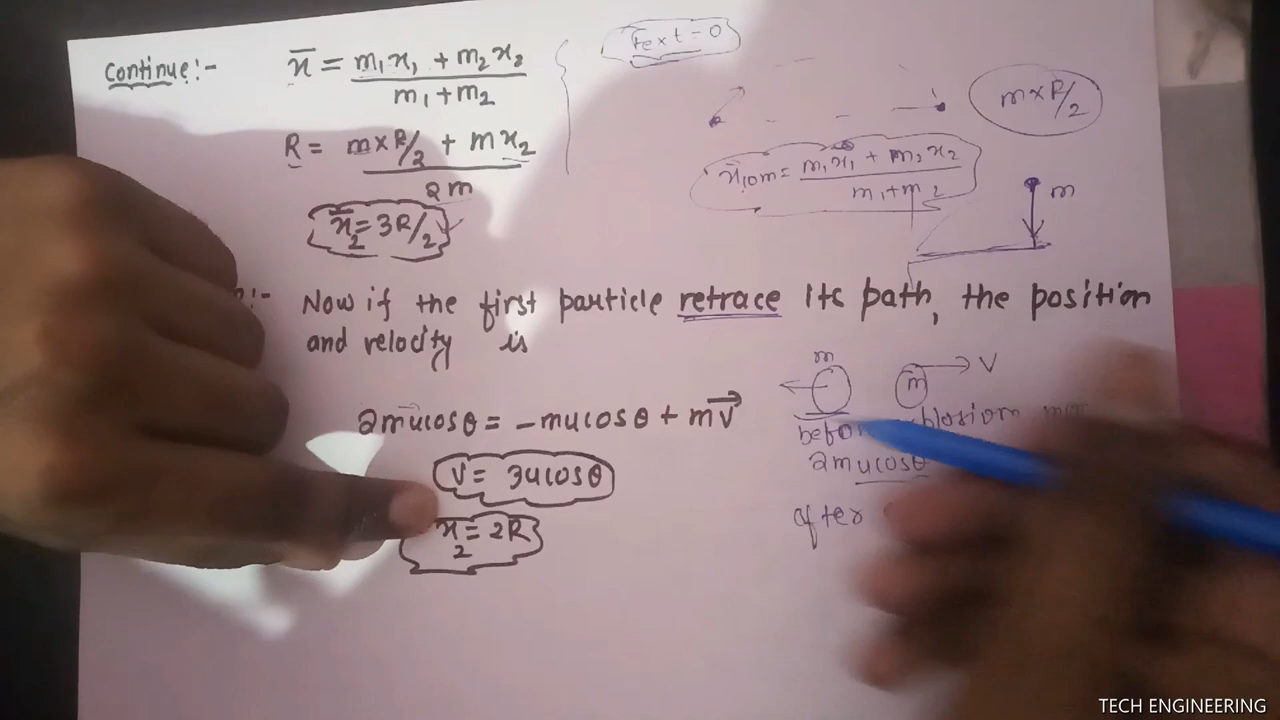 Continue:-
x̄ = m₁x₁ + m₂x₂ / m₁+m₂
R = m×R/2 + mx₂ / 2m
x₂ = 3R/2
Fext = 0
m×R/2
x̄com = m₁x₁ + m₂x₂ / m₁+m₂
m
:- Now if the first particle retrace its path, the position
and velocity is
2mucosθ = -mucosθ + mv⃗
v = 3ucosθ
x₂ = 2R
m
m
V
2mucosθ
after
TECH ENGINEERING